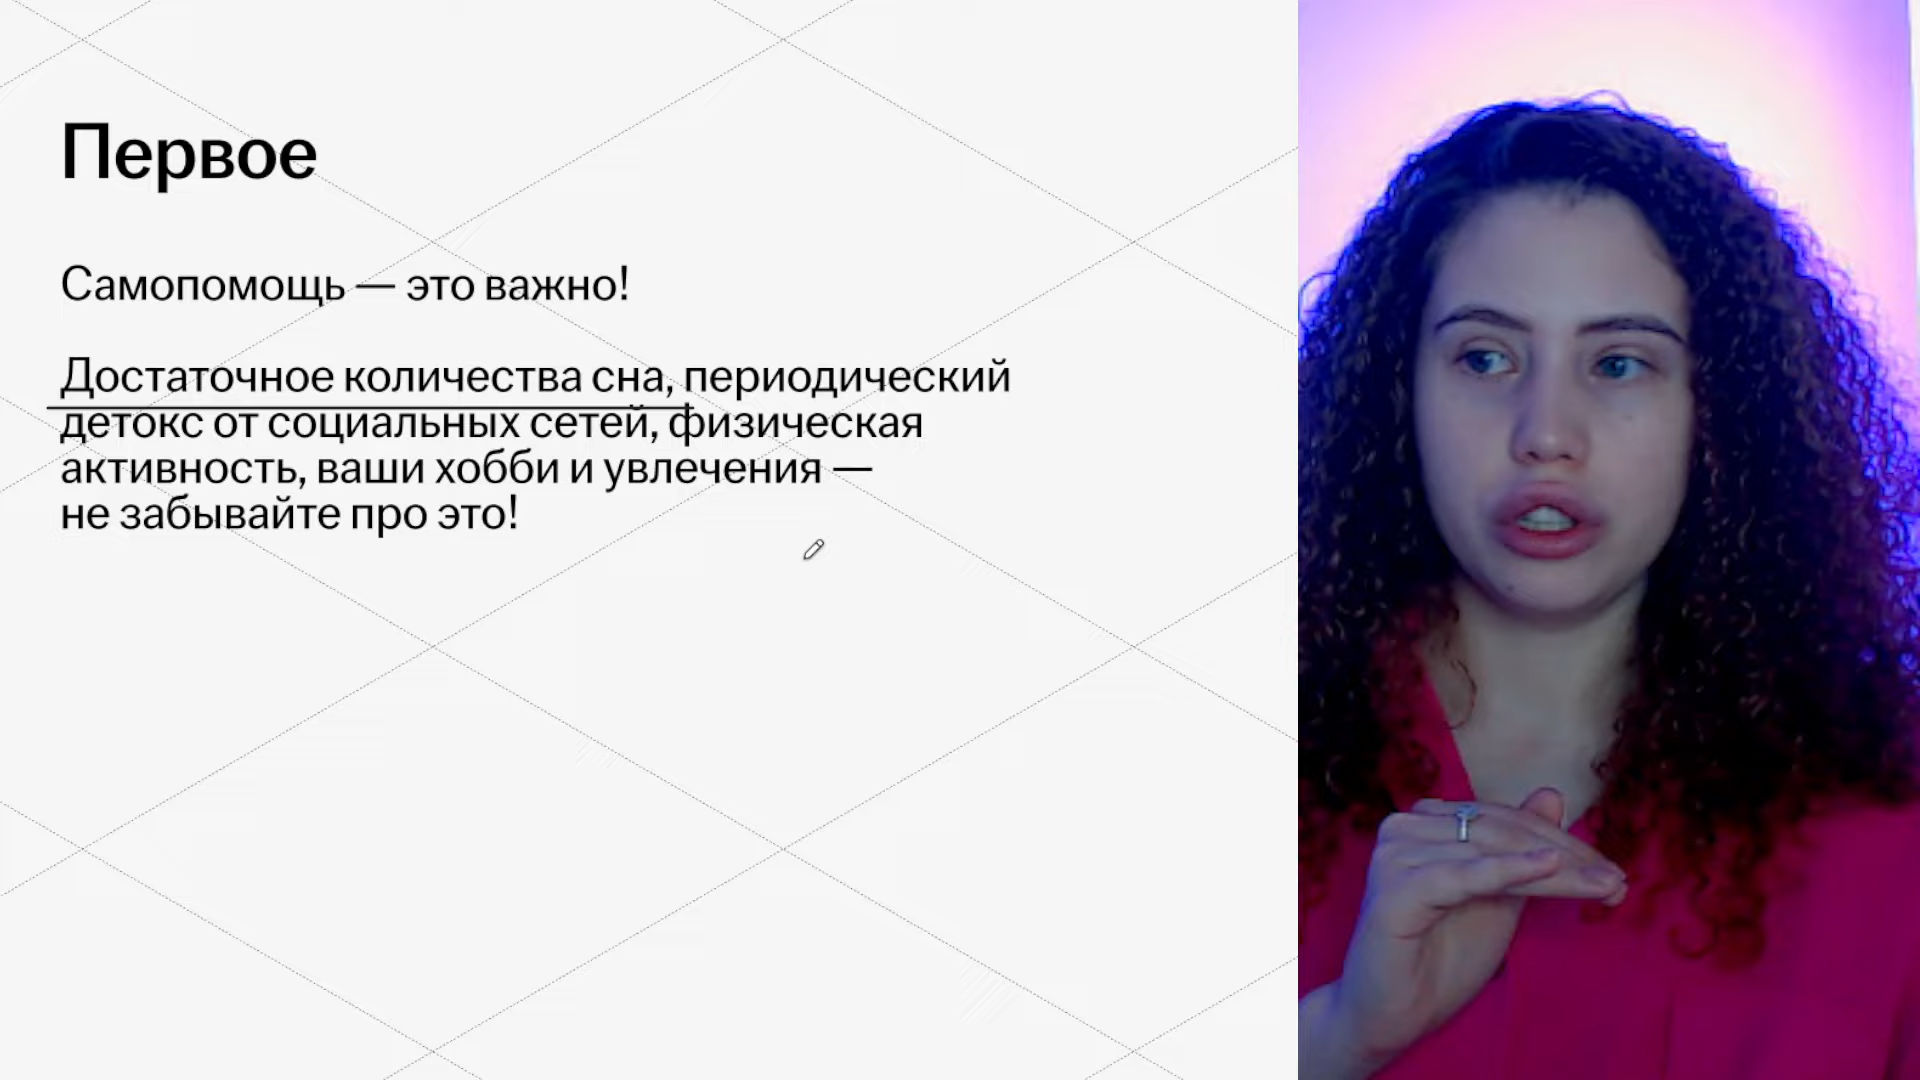 Первое
Самопомощь — это важно!
Достаточное количества сна, периодический
детокс от социальных сетей, физическая
активность, ваши хобби и увлечения —
не забывайте про это!